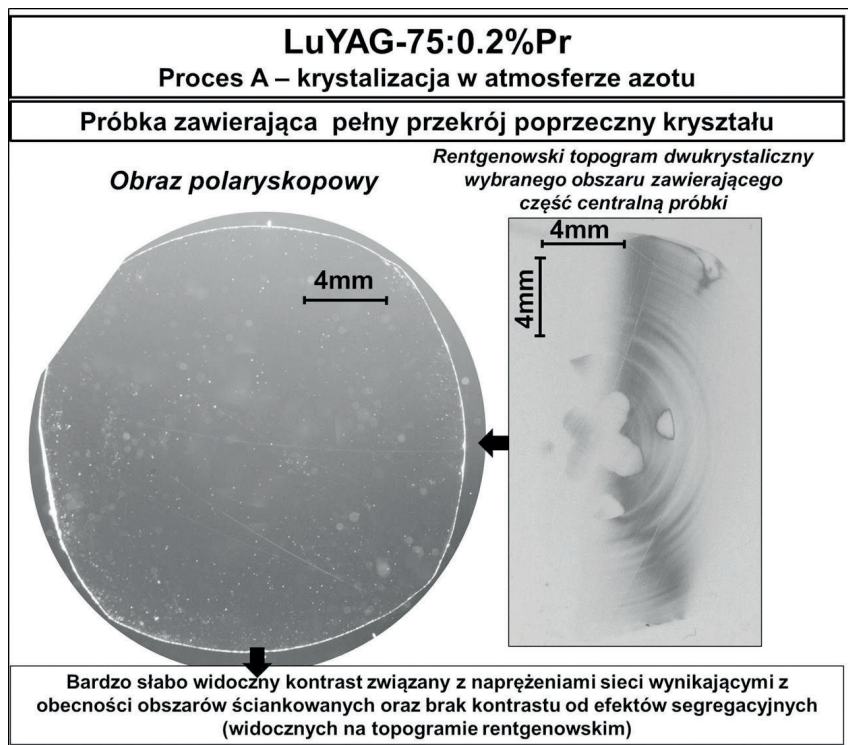 LuYAG-75:0.2%Pr
Proces A – krystalizacja w atmosferze azotu
Próbka zawierająca pełny przekrój poprzeczny kryształu
Obraz polaryskopowy
Rentgenowski topogram dwukrystaliczny
wybranego obszaru zawierającego
część centralną próbki
4mm
4mm
4mm
Bardzo słabo widoczny kontrast związany z naprężeniami sieci wynikającymi z
obecności obszarów ściankowanych oraz brak kontrastu od efektów segregacyjnych
(widocznych na topogramie rentgenowskim)